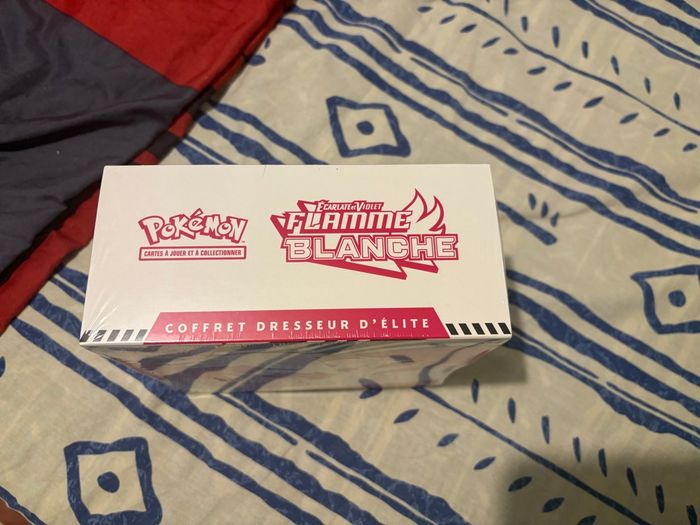 POKÉMON
CARTES À JOUER ET À COLLECTIONNER
ÉCARLATE ET VIOLET
FLAMME
BLANCHE
COFFRET DRESSEUR D'ÉLITE